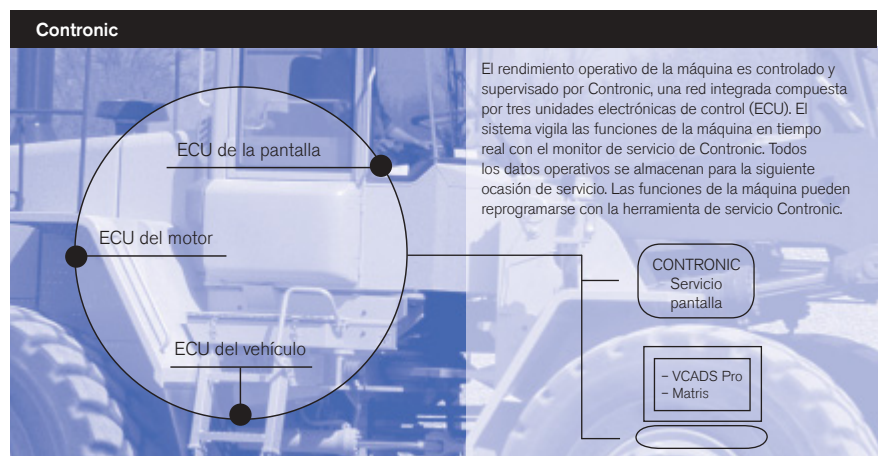 Contronic
El rendimiento operativo de la máquina es controlado y
supervisado por Contronic, una red integrada compuesta
por tres unidades electrónicas de control (ECU). El
sistema vigila las funciones de la máquina en tiempo
real con el monitor de servicio de Contronic. Todos
los datos operativos se almacenan para la siguiente
ocasión de servicio. Las funciones de la máquina pueden
reprogramarse con la herramienta de servicio Contronic.
ECU de la pantalla
ECU del motor
ECU del vehículo
CONTRONIC
Servicio
pantalla
– VCADS Pro
– Matris